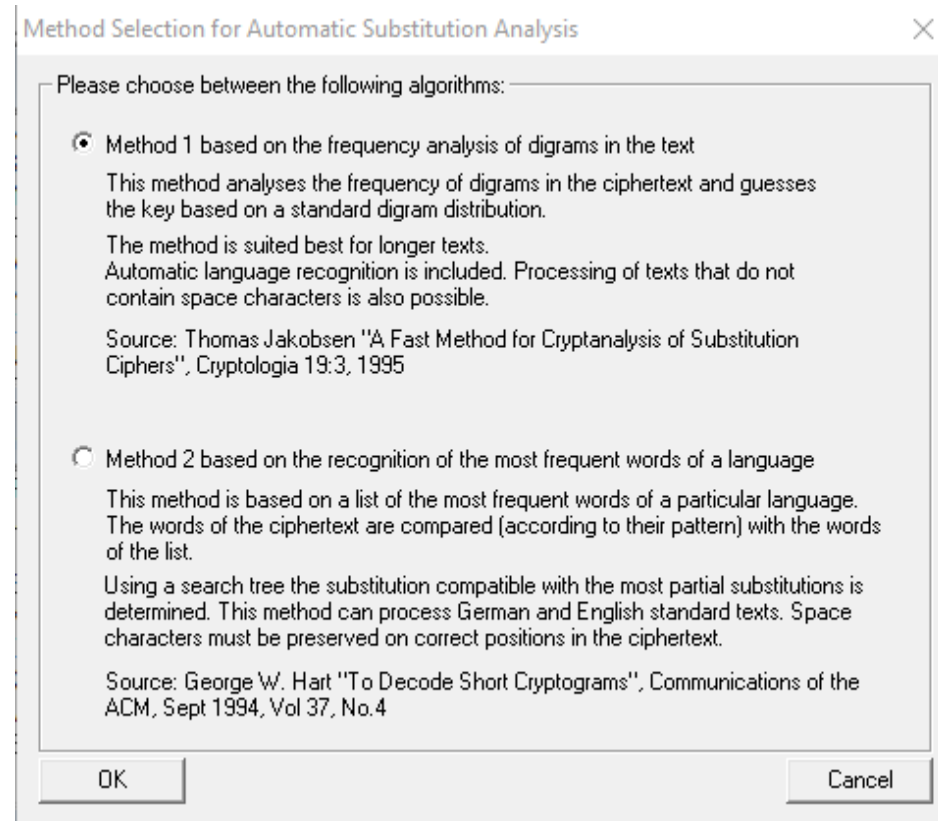 Method Selection for Automatic Substitution Analysis
Please choose between the following algorithms:
Method 1 based on the frequency analysis of digrams in the text
This method analyses the frequency of digrams in the ciphertext and guesses
the key based on a standard digram distribution.
The method is suited best for longer texts.
Automatic language recognition is included. Processing of texts that do not
contain space characters is also possible.
Source: Thomas Jakobsen "A Fast Method for Cryptanalysis of Substitution
Ciphers", Cryptologia 19:3, 1995
Method 2 based on the recognition of the most frequent words of a language
This method is based on a list of the most frequent words of a particular language.
The words of the ciphertext are compared (according to their pattern) with the words
of the list.
Using a search tree the substitution compatible with the most partial substitutions is
determined. This method can process German and English standard texts. Space
characters must be preserved on correct positions in the ciphertext.
Source: George W. Hart "To Decode Short Cryptograms", Communications of the
ACM, Sept 1994, Vol 37, No.4
OK
Cancel